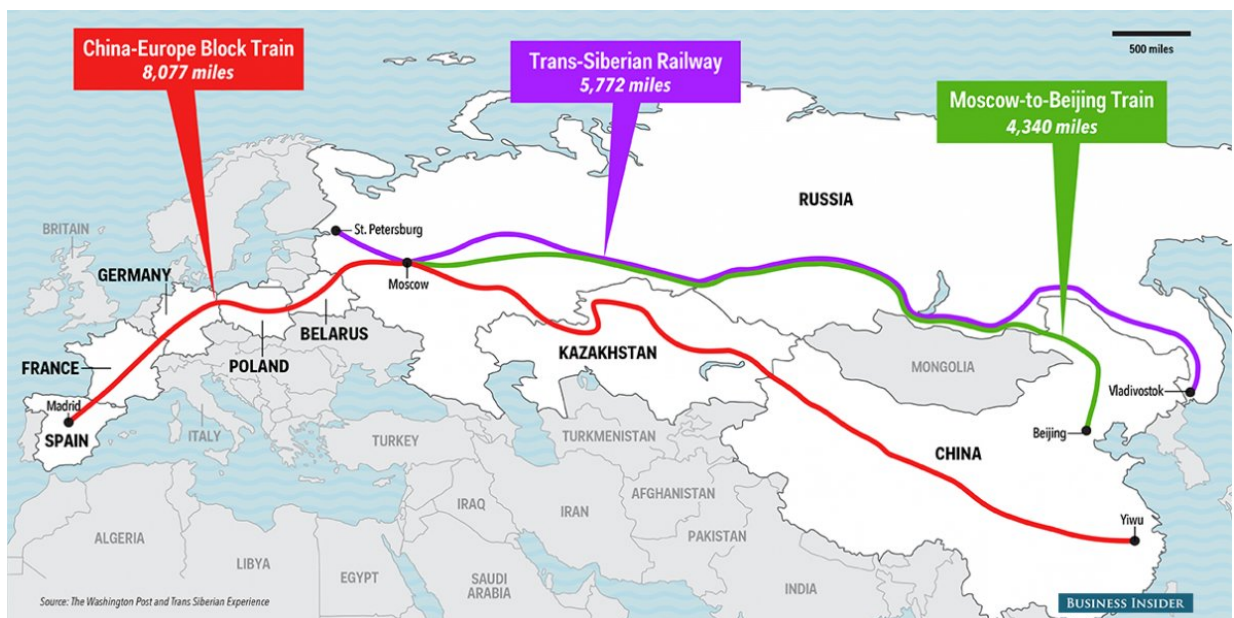 China-Europe Block Train
8,077 miles
Trans-Siberian Railway
5,772 miles
500 miles
Moscow-to-Beijing Train
4,340 miles
RUSSIA
BRITAIN
St. Petersburg
GERMANY
Moscow
BELARUS
FRANCE
POLAND
KAZAKHSTAN
MONGOLIA
Vladivostok
Madrid
SPAIN
ITALY
TURKEY
TURKMENISTAN
Beijing
CHINA
AFGHANISTAN
IRAQ
IRAN
PAKISTAN
Yiwu
ALGERIA
LIBYA
EGYPT
SAUDI
ARABIA
INDIA
Source: The Washington Post and Trans Siberian Experience
BUSINESS INSIDER